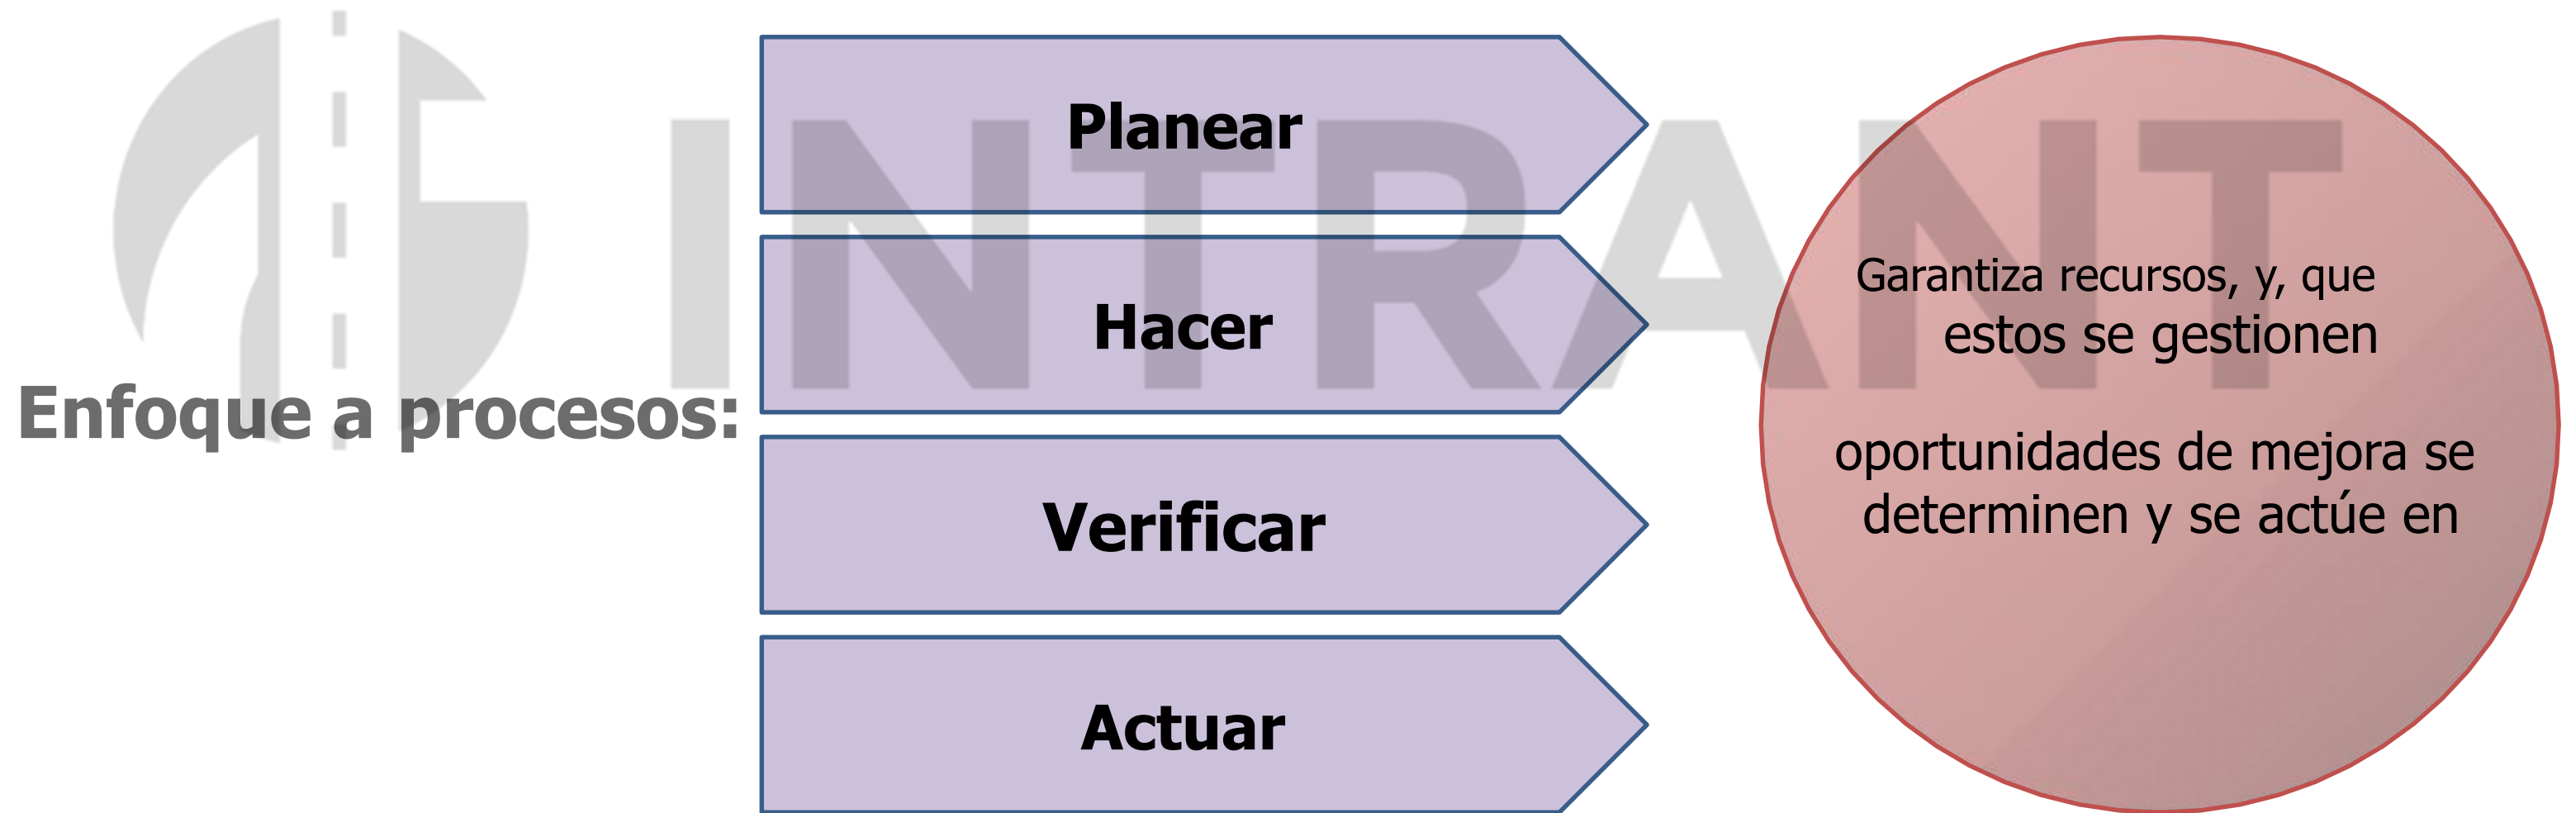 INTRANT
Enfoque a procesos:
Planear
Hacer
Verificar
Actuar
Garantiza recursos, y, que
estos se gestionen
oportunidades de mejora se
determinen y se actúe en